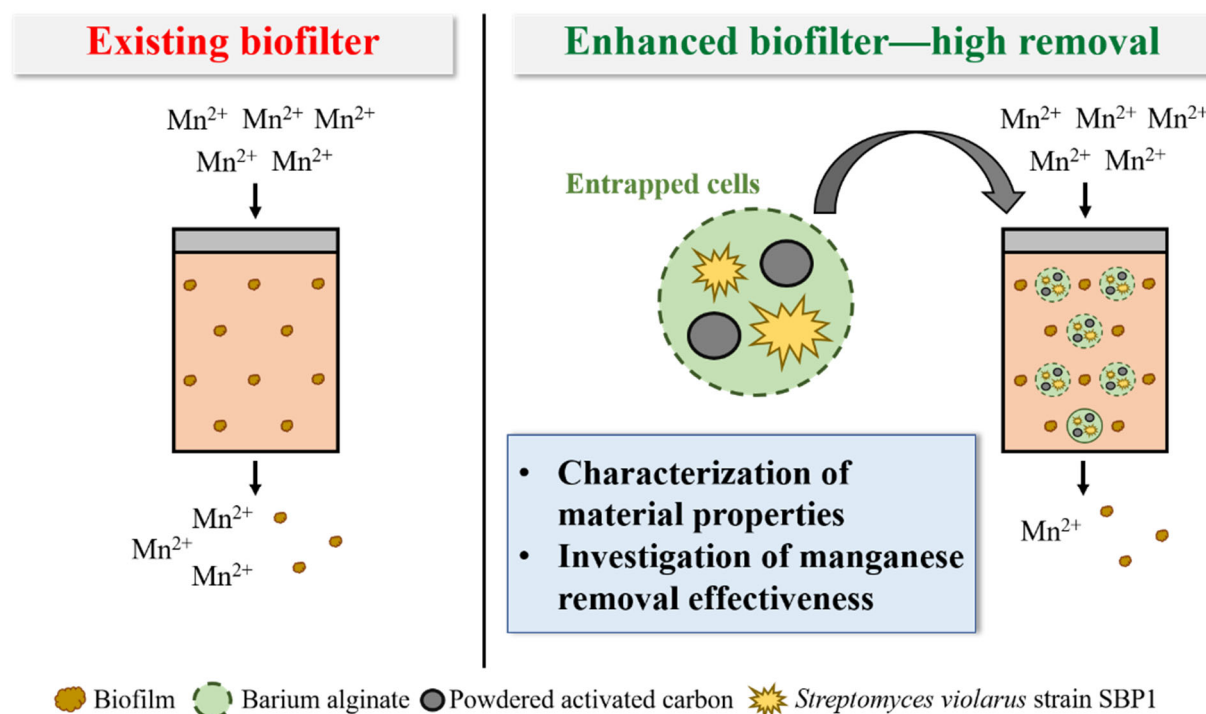 Existing biofilter
Mn²⁺ Mn²⁺ Mn²⁺
Mn²⁺ Mn²⁺
Mn²⁺
Mn²⁺
Mn²⁺
Enhanced biofilter—high removal
Mn²⁺ Mn²⁺ Mn²⁺
Mn²⁺ Mn²⁺
Entrapped cells
• Characterization of
material properties
• Investigation of manganese
removal effectiveness
Mn²⁺
Biofilm Barium alginate Powdered activated carbon Streptomyces violarus strain SBP1